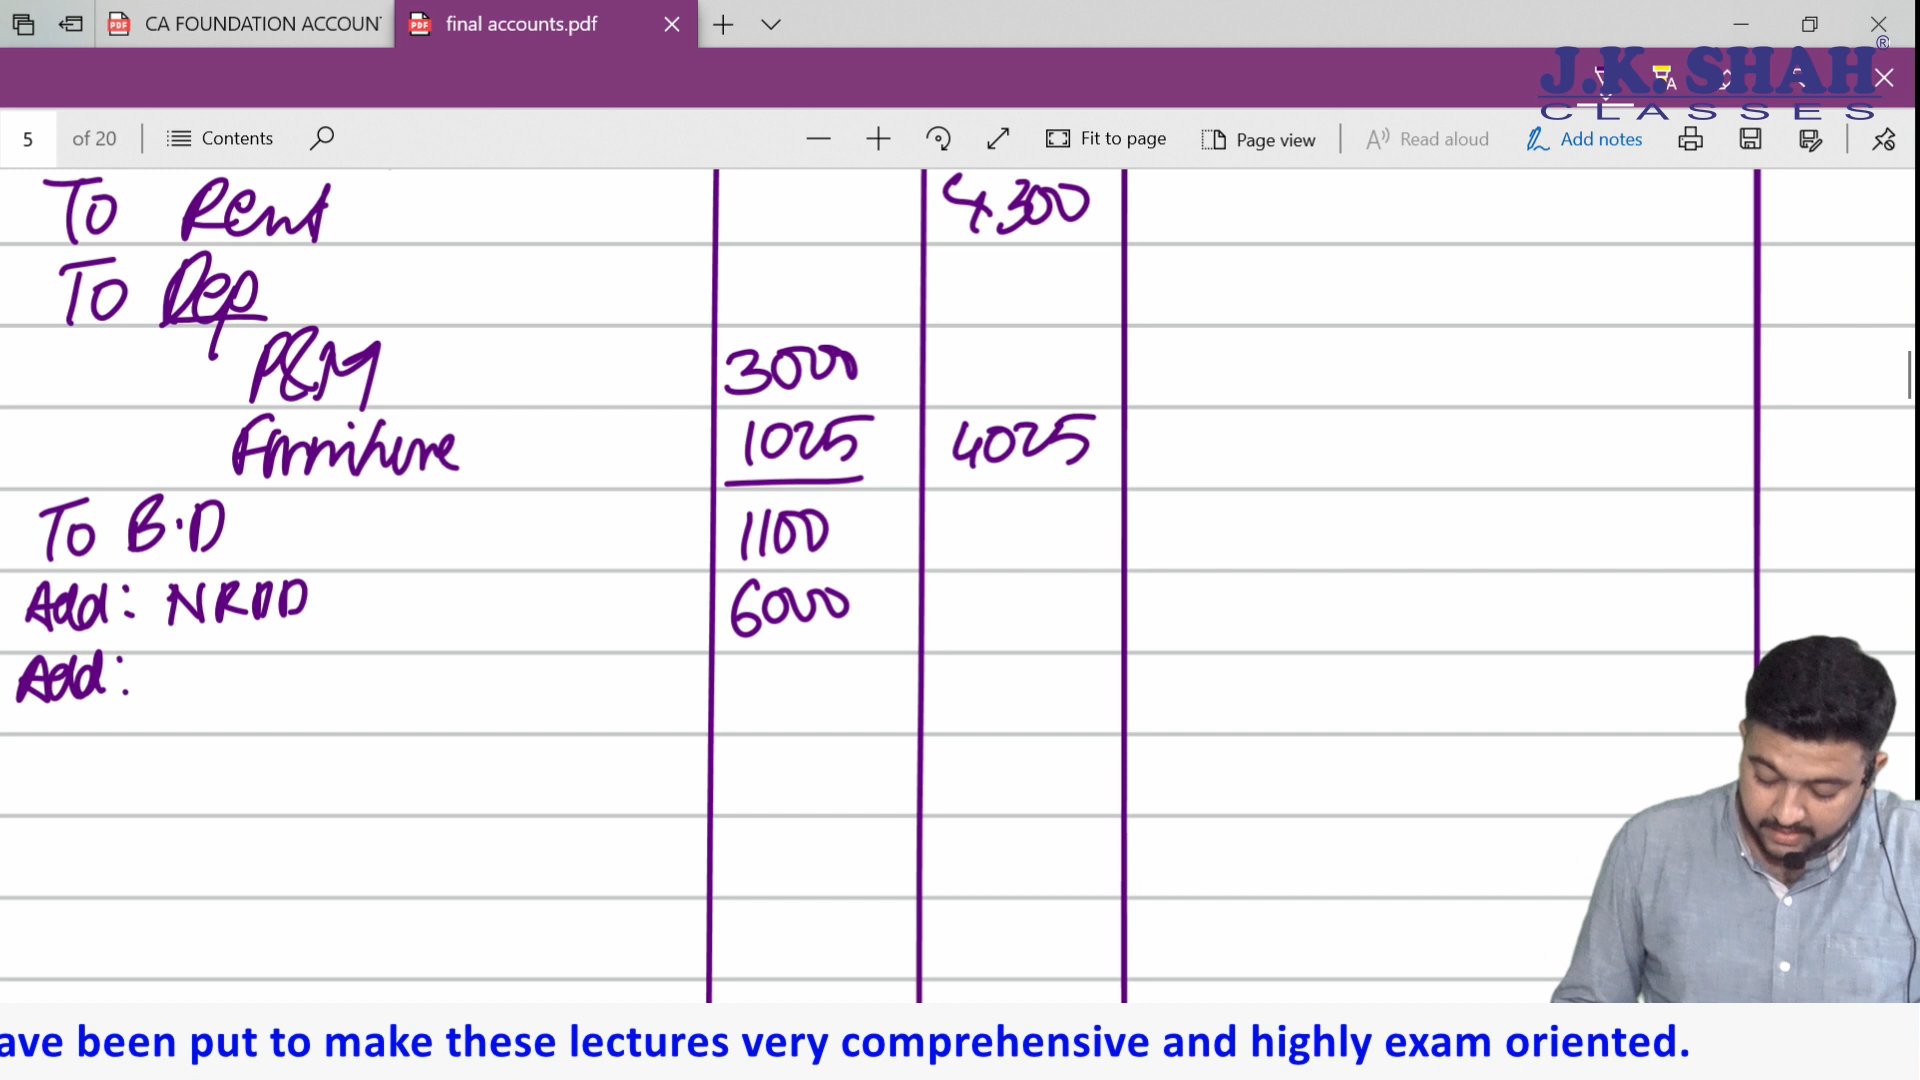 CA FOUNDATION ACCOUN
final accounts.pdf
J.K. SHAH®
CLASSES
5 of 20 Contents Fit to page Page view Read aloud Add notes
To Rent 4300
To Dep
P&M 3000
Furniture 1025 4025
To B.D 1100
Add: NRDD 6000
Add:
ave been put to make these lectures very comprehensive and highly exam oriented.